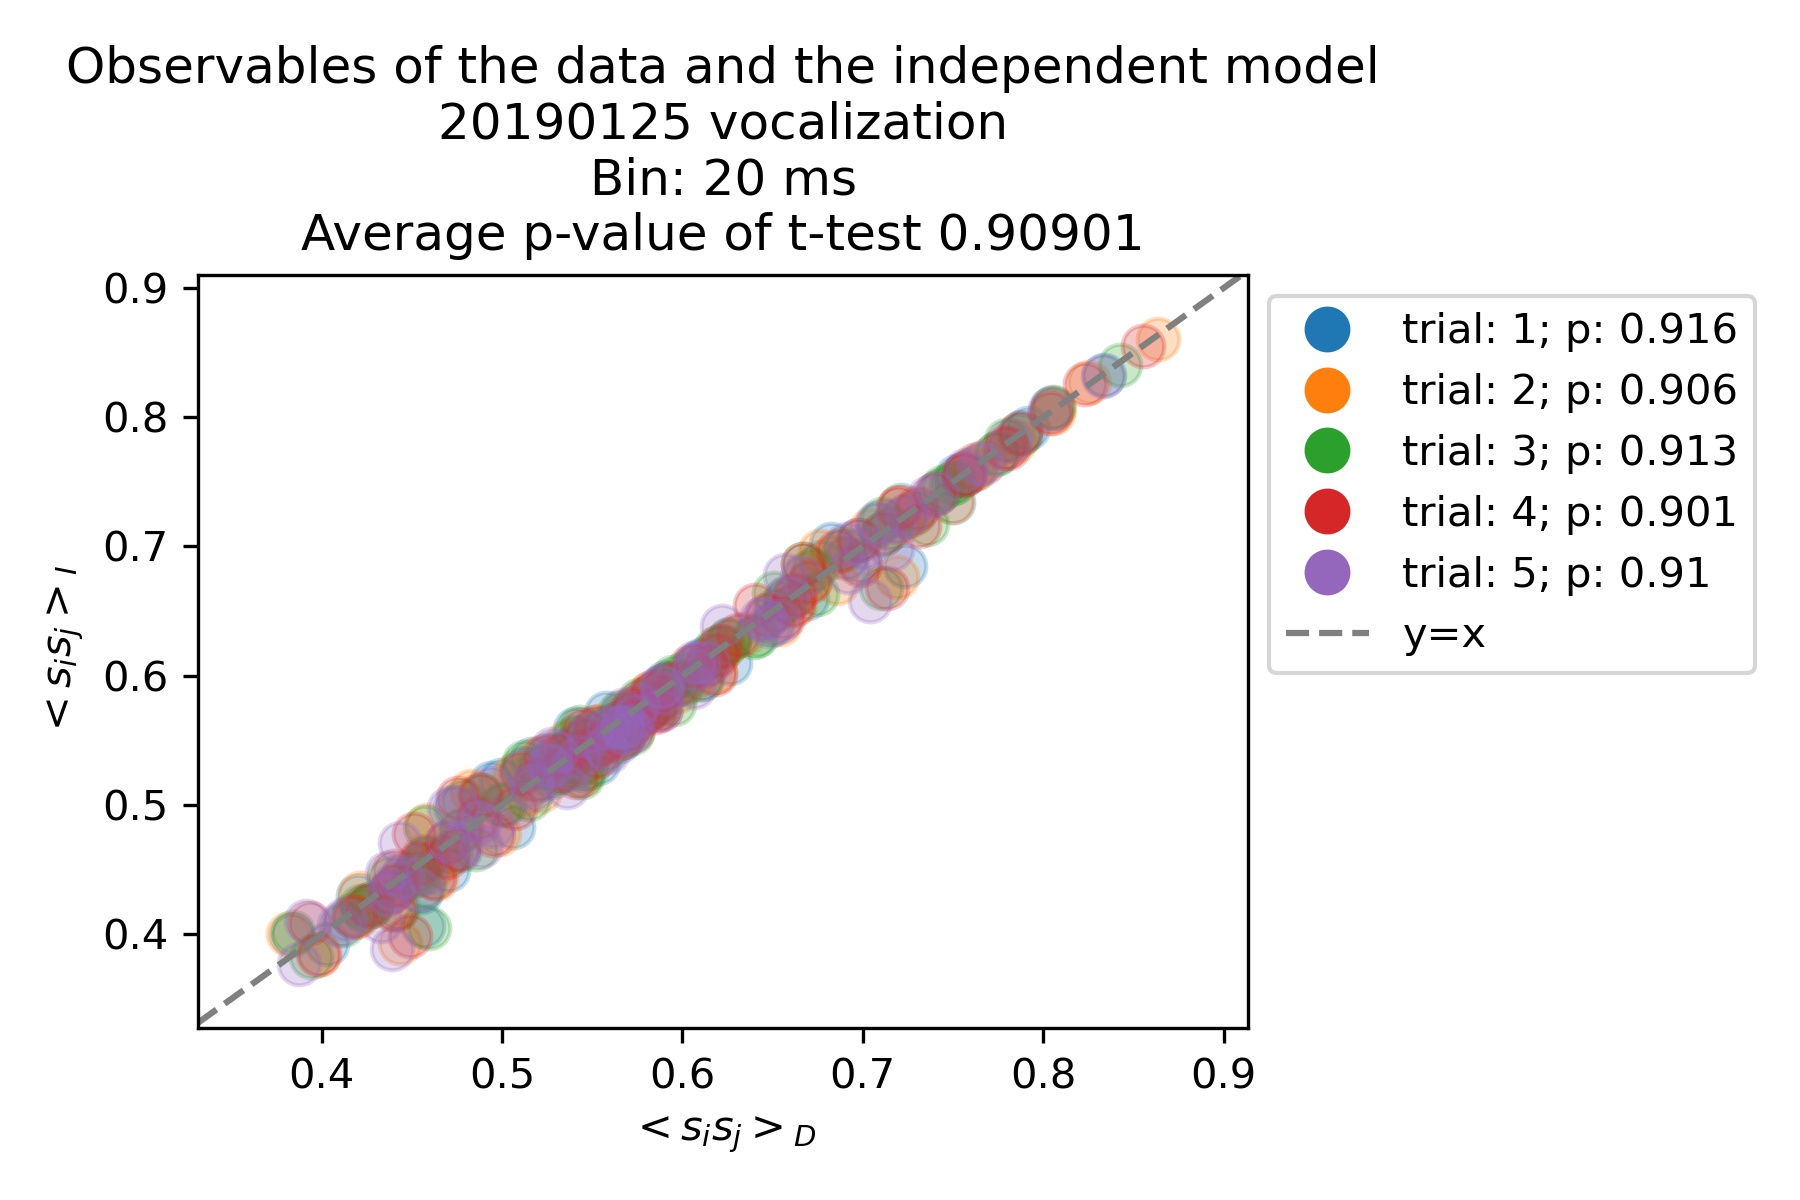 Observables of the data and the independent model
20190125 vocalization
Bin: 20 ms
Average p-value of t-test 0.90901
0.9
0.8
0.7
0.6
0.5
0.4
< s_i s_j >_I
0.4 0.5 0.6 0.7 0.8 0.9
< s_i s_j >_D
trial: 1; p: 0.916
trial: 2; p: 0.906
trial: 3; p: 0.913
trial: 4; p: 0.901
trial: 5; p: 0.91
y=x